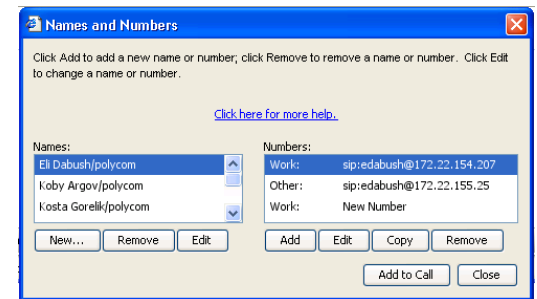 Names and Numbers
Click Add to add a new name or number; click Remove to remove a name or number. Click Edit
to change a name or number.
Click here for more help.
Names:
Eli Dabush/polycom
Koby Argov/polycom
Kosta Gorelik/polycom
New... Remove Edit
Numbers:
Work: sip:edabush@172.22.154.207
Other: sip:edabush@172.22.155.25
Work: New Number
Add Edit Copy Remove
Add to Call Close